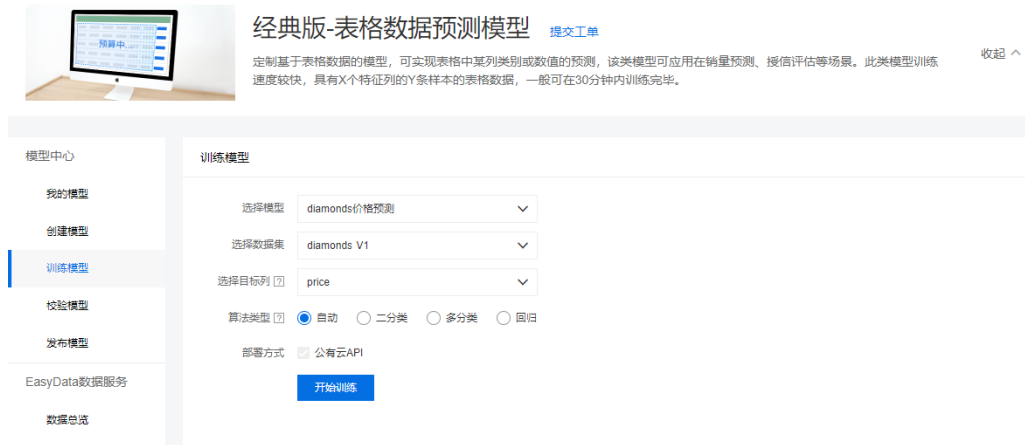 预算中...
经典版-表格数据预测模型 提交工单
定制基于表格数据的模型，可实现表格中某列类别或数值的预测，该类模型可应用在销量预测、授信评估等场景。此类模型训练
速度较快，具有X个特征列的Y条样本的表格数据，一般可在30分钟内训练完毕。
收起
模型中心
我的模型
创建模型
训练模型
校验模型
发布模型
EasyData数据服务
数据总览
训练模型
选择模型 diamonds价格预测
选择数据集 diamonds V1
选择目标列 ? price
算法类型 ? 自动 二分类 多分类 回归
部署方式 公有云API
开始训练